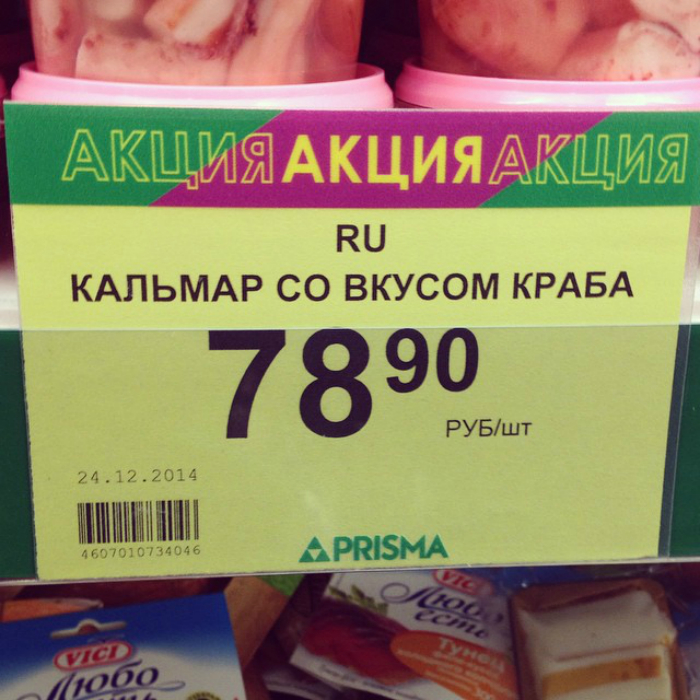 АКЦИЯ АКЦИЯ АКЦИЯ
RU
КАЛЬМАР СО ВКУСОМ КРАБА
78 90
РУБ/шт
24.12.2014
4607010734046
PRISMA
VICI
Любо
есть
Тунец
VICI
Любо